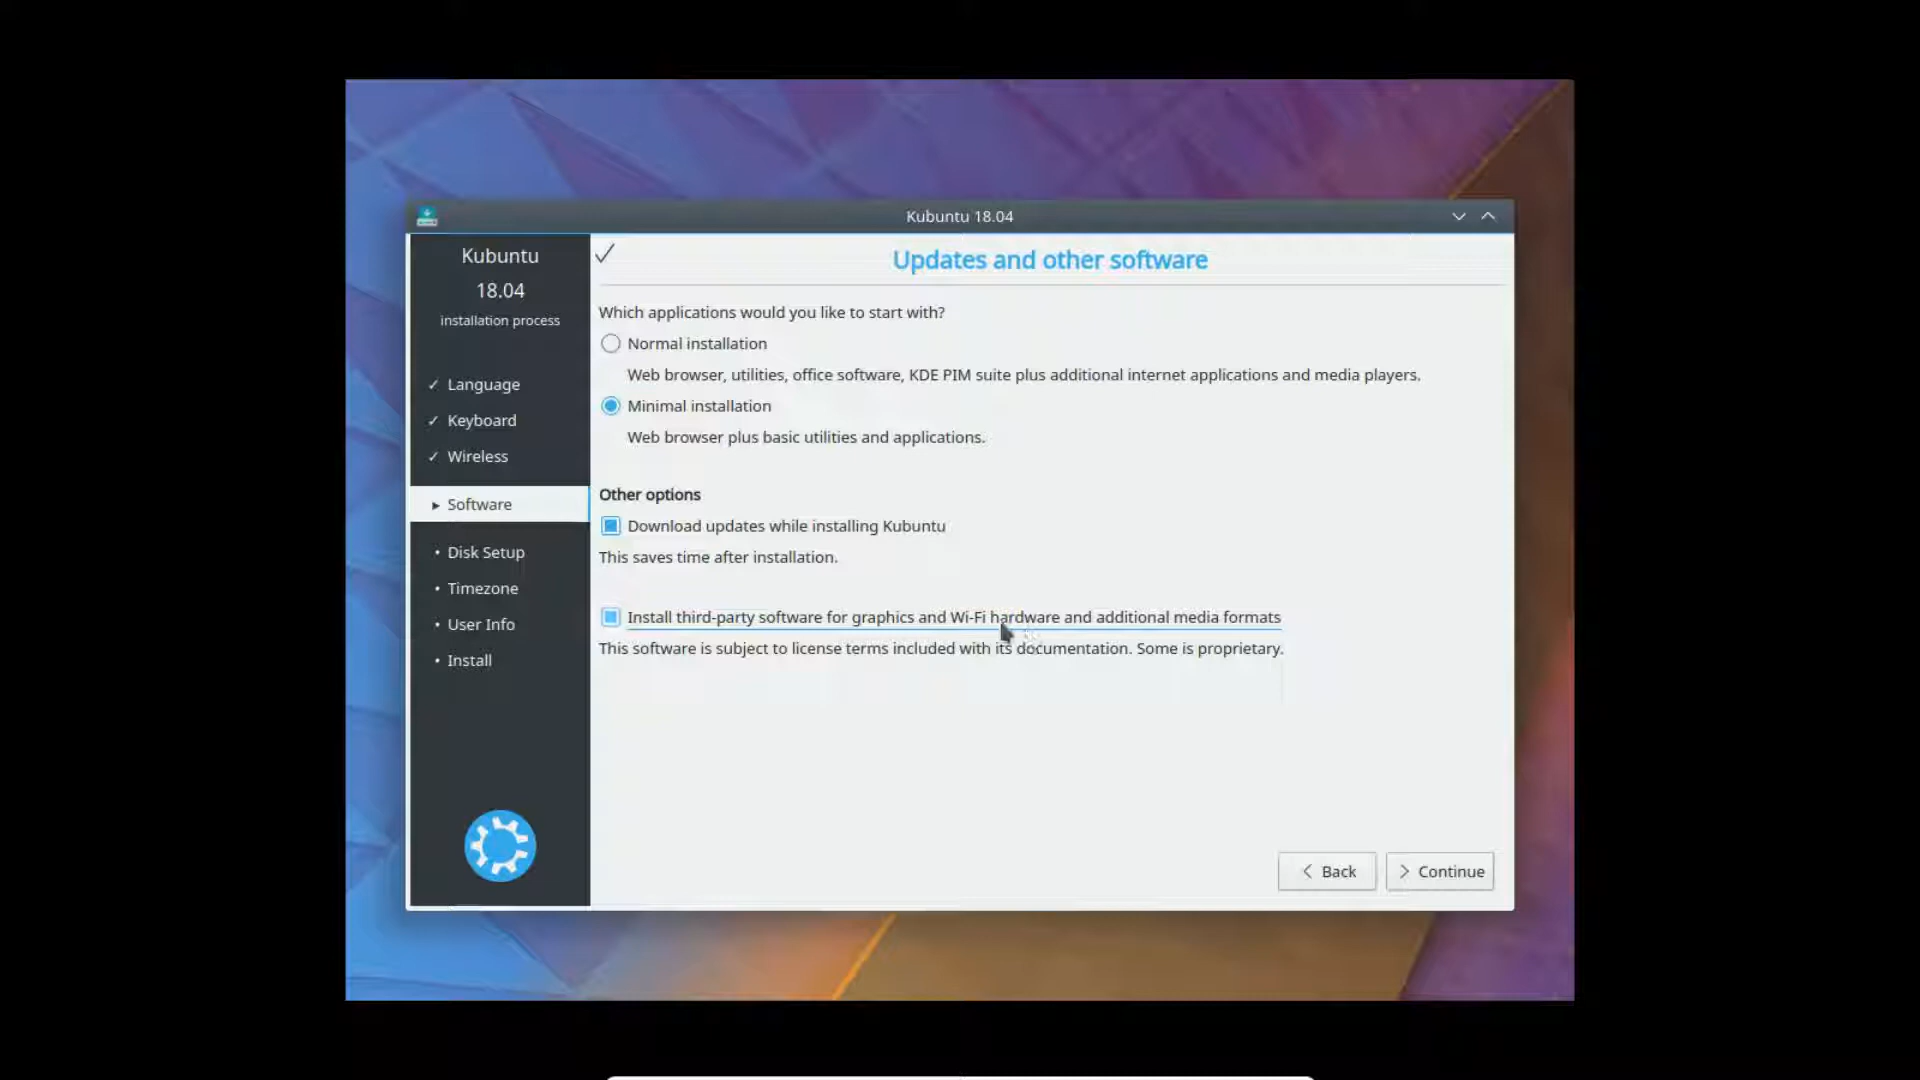 Kubuntu 18.04
Kubuntu
18.04
installation process
✓ Language
✓ Keyboard
✓ Wireless
▸ Software
• Disk Setup
• Timezone
• User Info
• Install
Updates and other software
Which applications would you like to start with?
Normal installation
Web browser, utilities, office software, KDE PIM suite plus additional internet applications and media players.
Minimal installation
Web browser plus basic utilities and applications.
Other options
Download updates while installing Kubuntu
This saves time after installation.
Install third-party software for graphics and Wi-Fi hardware and additional media formats
This software is subject to license terms included with its documentation. Some is proprietary.
Back
Continue